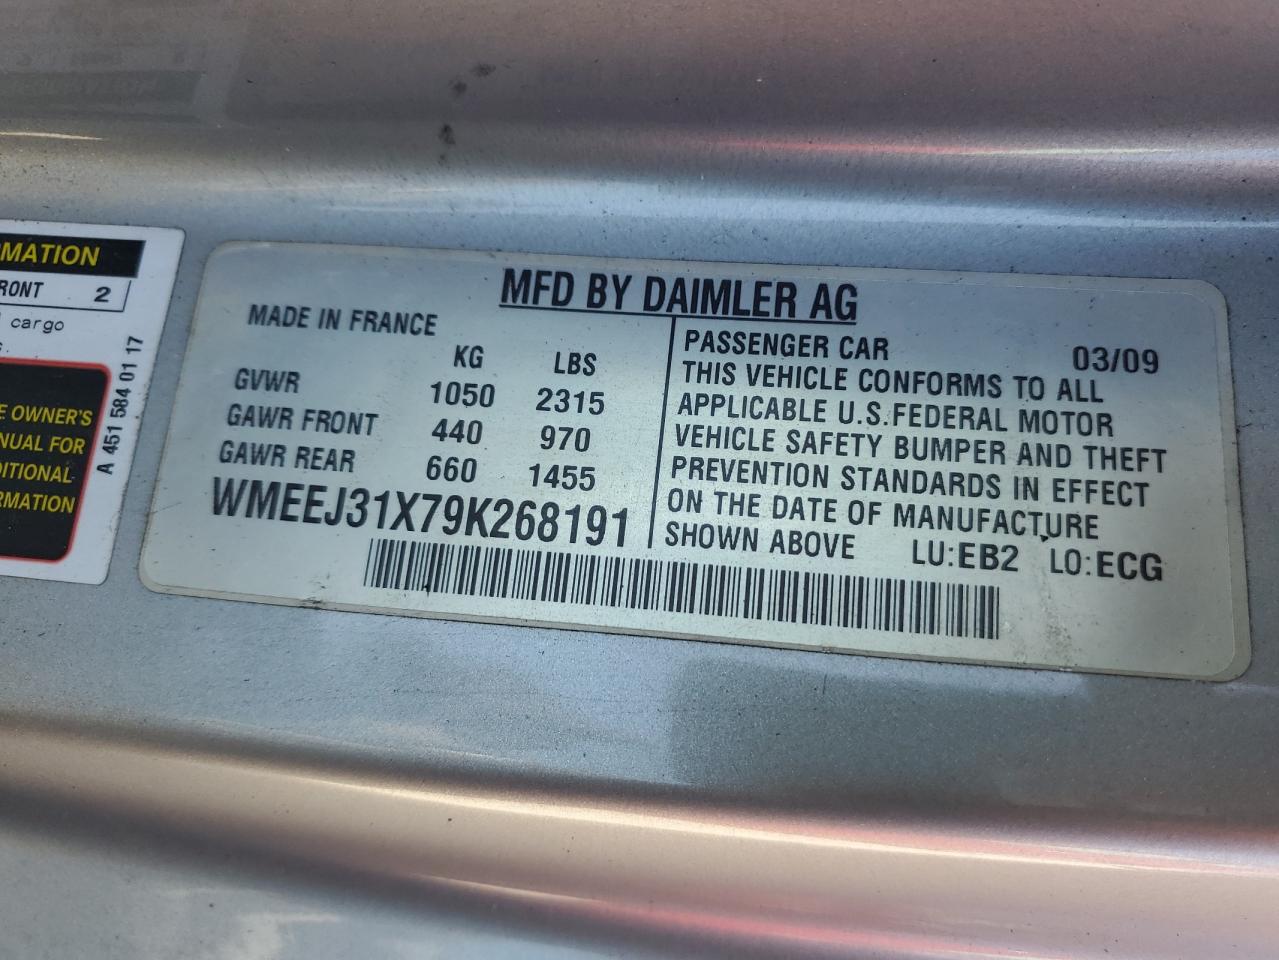 MATION
RONT 2
cargo
E OWNER'S
NUAL FOR
DITIONAL
RMATION
A 451 584 01 17
MFD BY DAIMLER AG
MADE IN FRANCE
KG LBS
GVWR 1050 2315
GAWR FRONT 440 970
GAWR REAR 660 1455
WMEEJ31X79K268191
PASSENGER CAR 03/09
THIS VEHICLE CONFORMS TO ALL
APPLICABLE U.S.FEDERAL MOTOR
VEHICLE SAFETY BUMPER AND THEFT
PREVENTION STANDARDS IN EFFECT
ON THE DATE OF MANUFACTURE
SHOWN ABOVE LU:EB2 LO:ECG